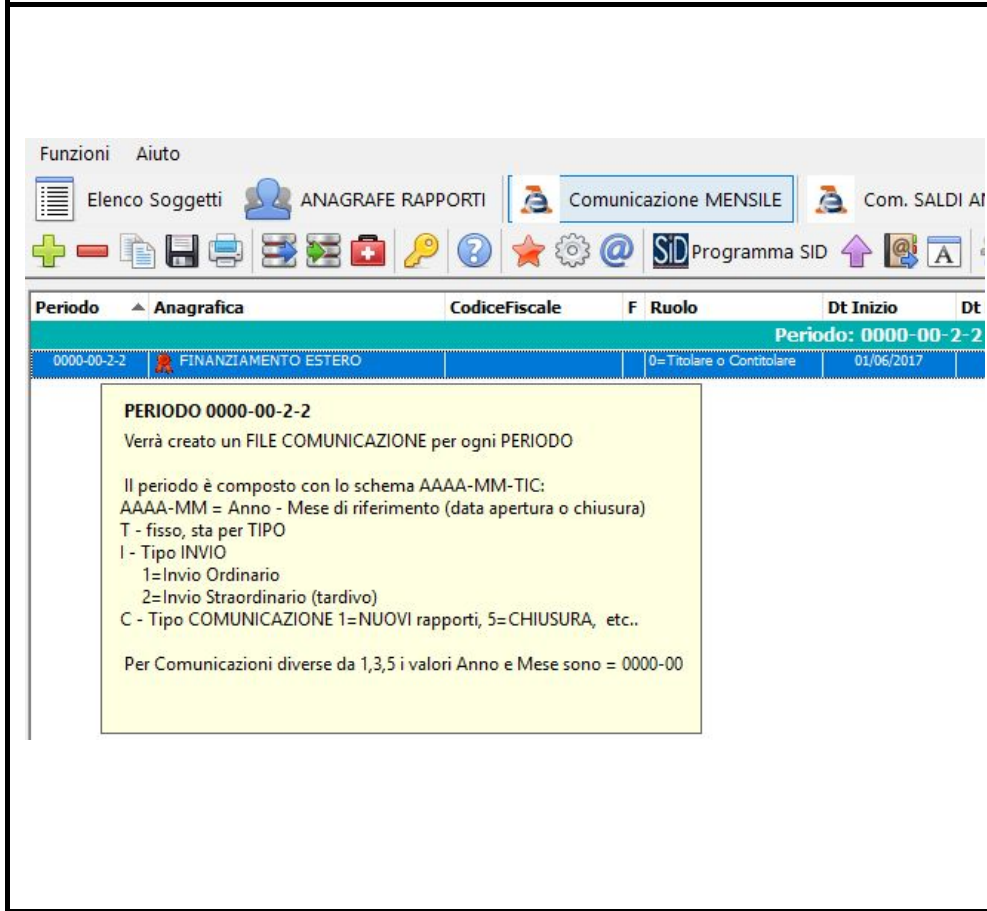 Funzioni Aiuto
Elenco Soggetti ANAGRAFE RAPPORTI Comunicazione MENSILE Com. SALDI
SiD Programma SID A
Periodo Anagrafica CodiceFiscale F Ruolo Dt Inizio Dt
Periodo: 0000-00-2-2
0000-00-2-2 FINANZIAMENTO ESTERO 0=Titolare o Contitolare 01/06/2017
PERIODO 0000-00-2-2
Verrà creato un FILE COMUNICAZIONE per ogni PERIODO
Il periodo è composto con lo schema AAAA-MM-TIC:
AAAA-MM = Anno - Mese di riferimento (data apertura o chiusura)
T - fisso, sta per TIPO
I - Tipo INVIO
1=Invio Ordinario
2=Invio Straordinario (tardivo)
C - Tipo COMUNICAZIONE 1=NUOVI rapporti, 5=CHIUSURA, etc..
Per Comunicazioni diverse da 1,3,5 i valori Anno e Mese sono = 0000-00